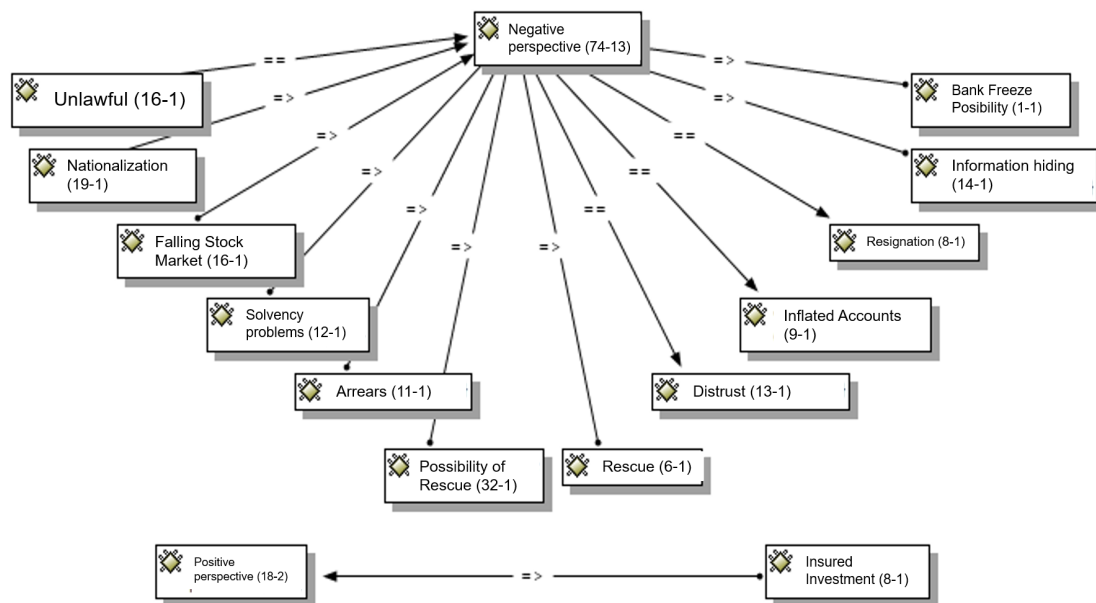 Negative
perspective (74-13)
==
=>
Unlawful (16-1)
Bank Freeze
Posibility (1-1)
=>
=>
=>
==
Nationalization
(19-1)
Information hiding
(14-1)
=>
==
=>
==
Falling Stock
Market (16-1)
Resignation (8-1)
=>
=>
Solvency
problems (12-1)
Inflated Accounts
(9-1)
Arrears (11-1)
Distrust (13-1)
Possibility of
Rescue (32-1)
Rescue (6-1)
Positive
perspective (18-2)
=>
Insured
Investment (8-1)